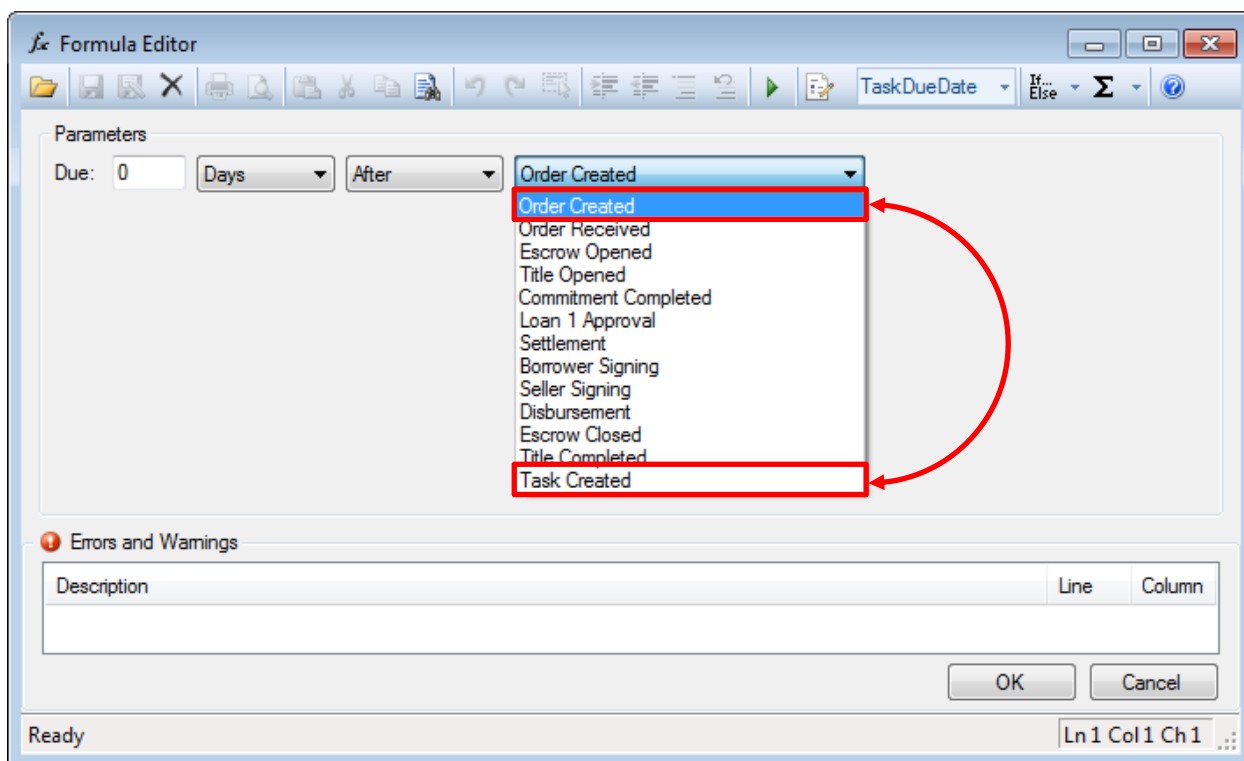 fx Formula Editor
TaskDueDate If... Else Σ
Parameters
Due: 0 Days After Order Created
Order Created
Order Received
Escrow Opened
Title Opened
Commitment Completed
Loan 1 Approval
Settlement
Borrower Signing
Seller Signing
Disbursement
Escrow Closed
Title Completed
Task Created
Errors and Warnings
Description Line Column
OK Cancel
Ready Ln 1 Col 1 Ch 1